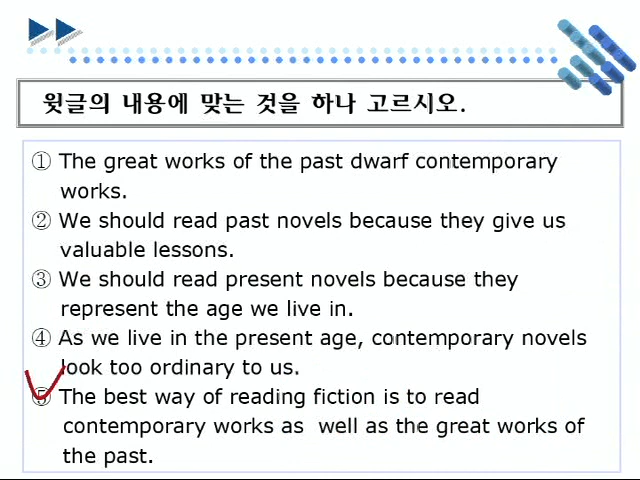 윗글의 내용에 맞는 것을 하나 고르시오.
① The great works of the past dwarf contemporary
works.
② We should read past novels because they give us
valuable lessons.
③ We should read present novels because they
represent the age we live in.
④ As we live in the present age, contemporary novels
look too ordinary to us.
⑤ The best way of reading fiction is to read
contemporary works as well as the great works of
the past.